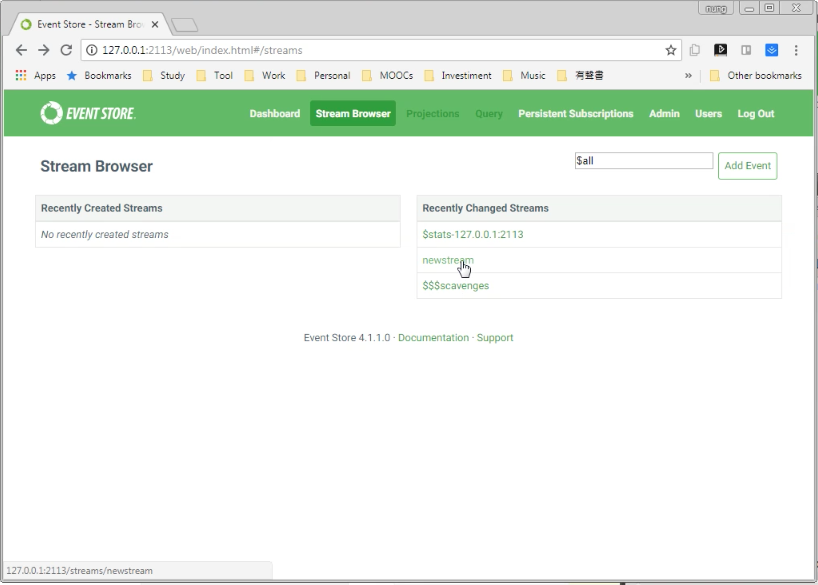 nung
Event Store - Stream Bro
127.0.0.1:2113/web/index.html#/streams
Apps Bookmarks Study Tool Work Personal MOOCs Investiment Music 有聲書 » Other bookmarks
EVENT STORE Dashboard Stream Browser Projections Query Persistent Subscriptions Admin Users Log Out
Stream Browser $all Add Event
Recently Created Streams
No recently created streams
Recently Changed Streams
$stats-127.0.0.1:2113
newstream
$$$scavenges
Event Store 4.1.1.0 · Documentation · Support
127.0.0.1:2113/streams/newstream